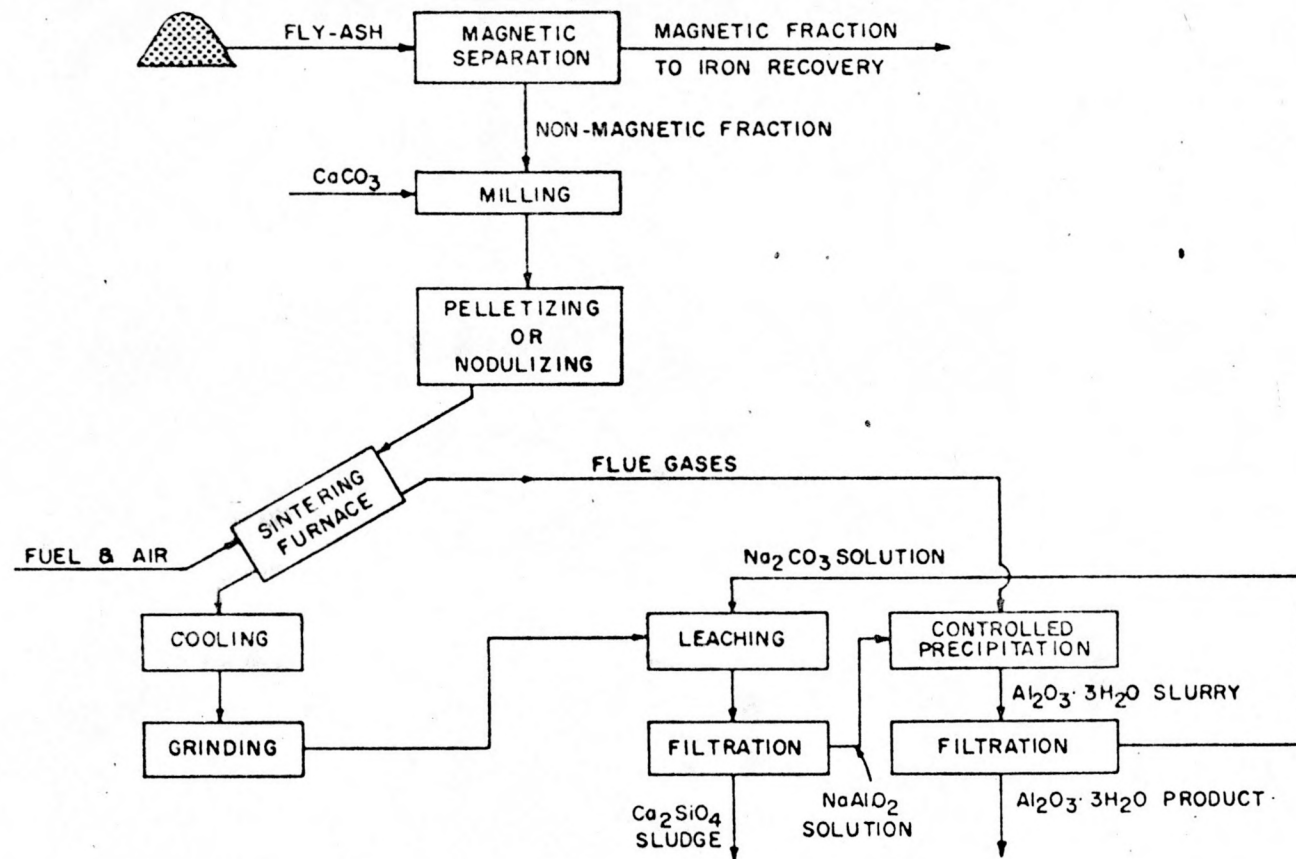 FLY-ASH
MAGNETIC
SEPARATION
MAGNETIC FRACTION
TO IRON RECOVERY
NON-MAGNETIC FRACTION
CaCO3
MILLING
PELLETIZING
OR
NODULIZING
SINTERING
FURNACE
FLUE GASES
FUEL & AIR
Na2CO3 SOLUTION
COOLING
LEACHING
CONTROLLED
PRECIPITATION
Al2O3·3H2O SLURRY
GRINDING
FILTRATION
FILTRATION
Ca2SiO4
SLUDGE
NaAlO2
SOLUTION
Al2O3·3H2O PRODUCT